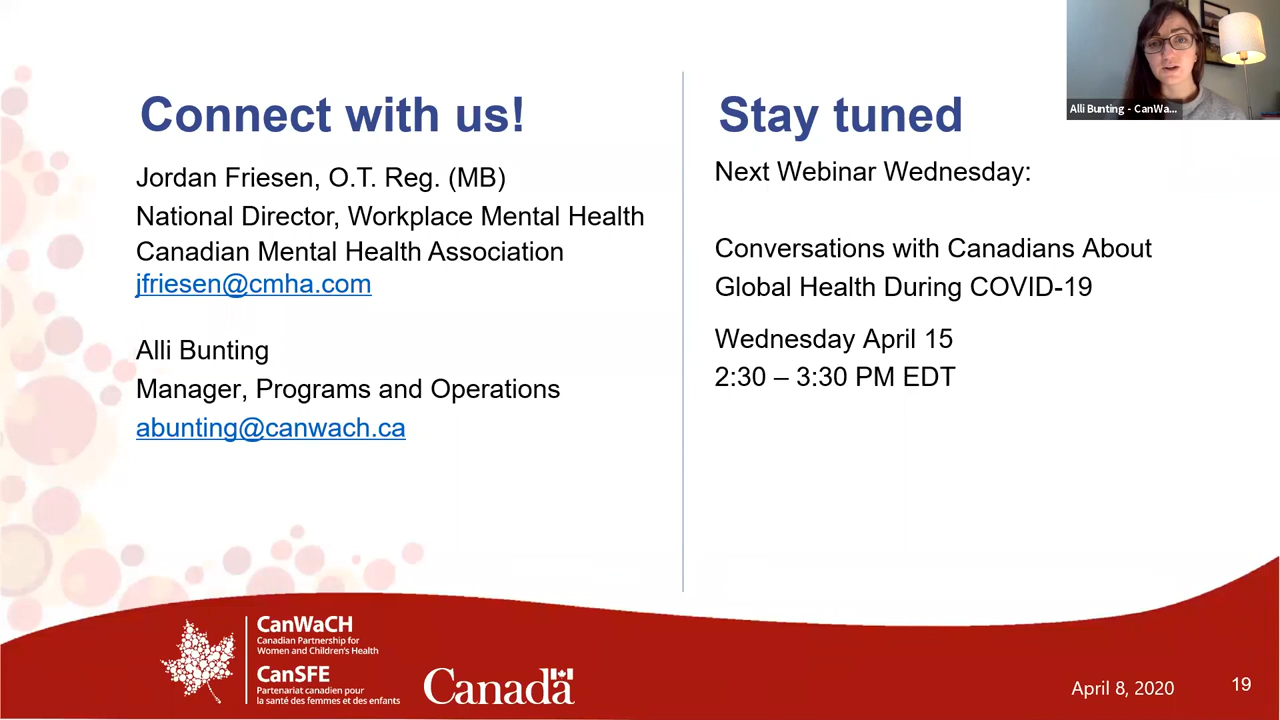 Connect with us!
Jordan Friesen, O.T. Reg. (MB)
National Director, Workplace Mental Health
Canadian Mental Health Association
jfriesen@cmha.com
Alli Bunting
Manager, Programs and Operations
abunting@canwach.ca
Stay tuned
Next Webinar Wednesday:
Conversations with Canadians About
Global Health During COVID-19
Wednesday April 15
2:30 – 3:30 PM EDT
Alli Bunting - CanWa...
CanWaCH
Canadian Partnership for
Women and Children's Health
CanSFE
Partenariat canadien pour
la santé des femmes et des enfants
Canada
April 8, 2020
19